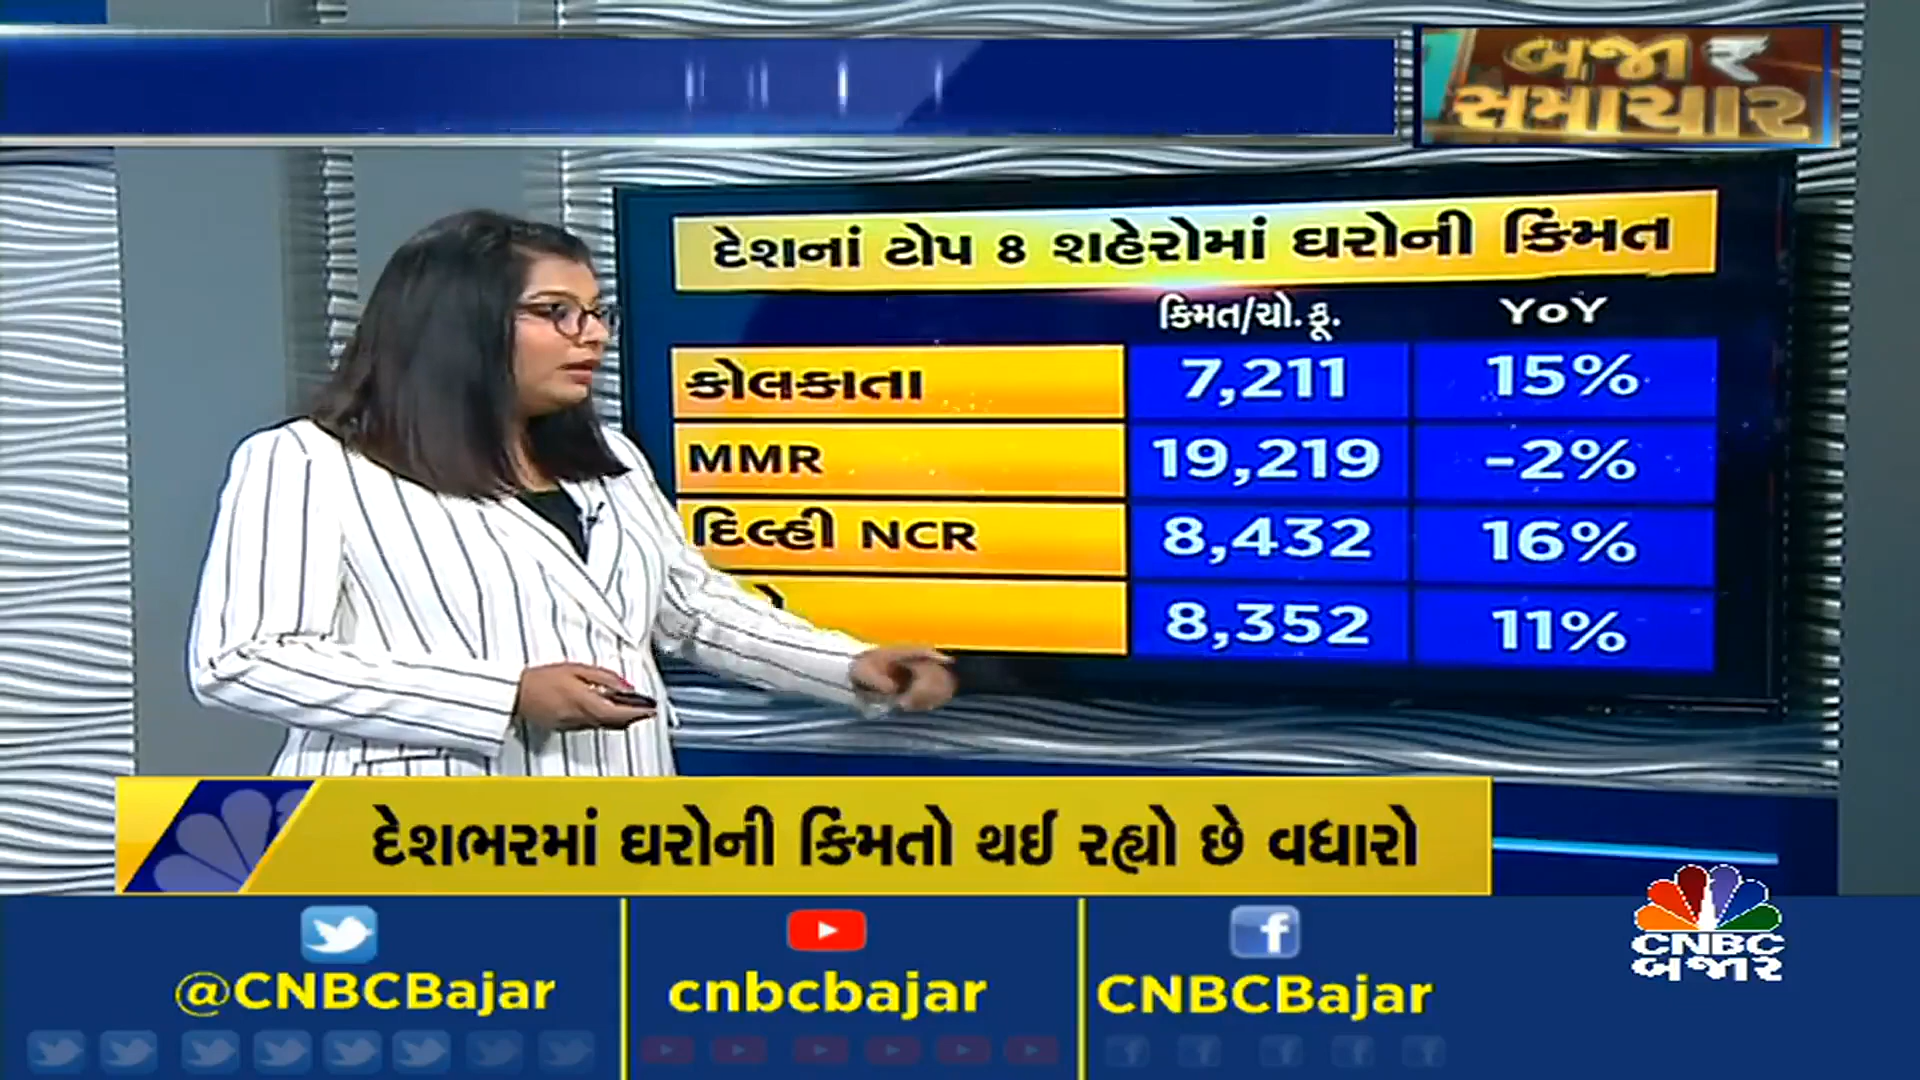 બજાર
સમાચાર
દેશનાં ટોપ 8 શહેરોમાં ઘરોની કિંમત
કિંમત/ચો.ફૂ. YoY
કોલકાતા 7,211 15%
MMR 19,219 -2%
દિલ્હી NCR 8,432 16%
8,352 11%
દેશભરમાં ઘરોની કિંમતો થઈ રહ્યો છે વધારો
@CNBCBajar cnbcbajar CNBCBajar
CNBC
બજાર